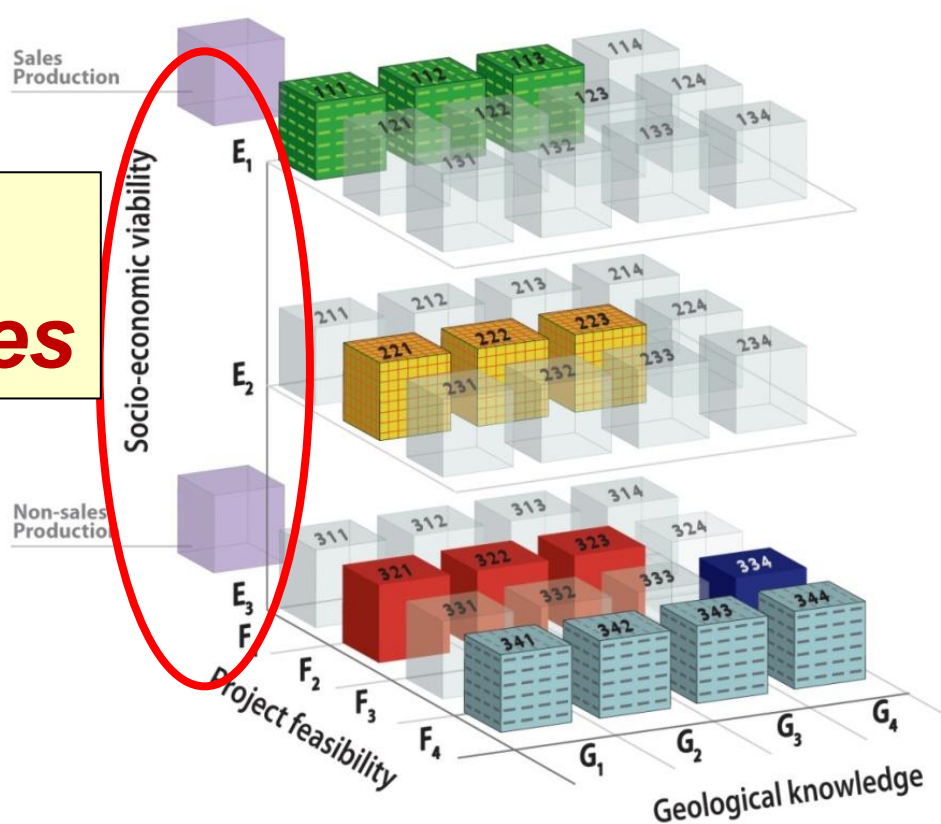 Sales
Production
111 112 113 114
121 122 123 124
131 132 133 134
E₁
Socio-economic viability
es
211 212 213 214
221 222 223 224
231 232 233 234
E₂
Non-sales
Production
311 312 313 314
321 322 323 324
331 332 333 334
341 342 343 344
E₃
F
F₂
F₃
F₄
Project feasibility
G₁
G₂
G₃
G₄
Geological knowledge